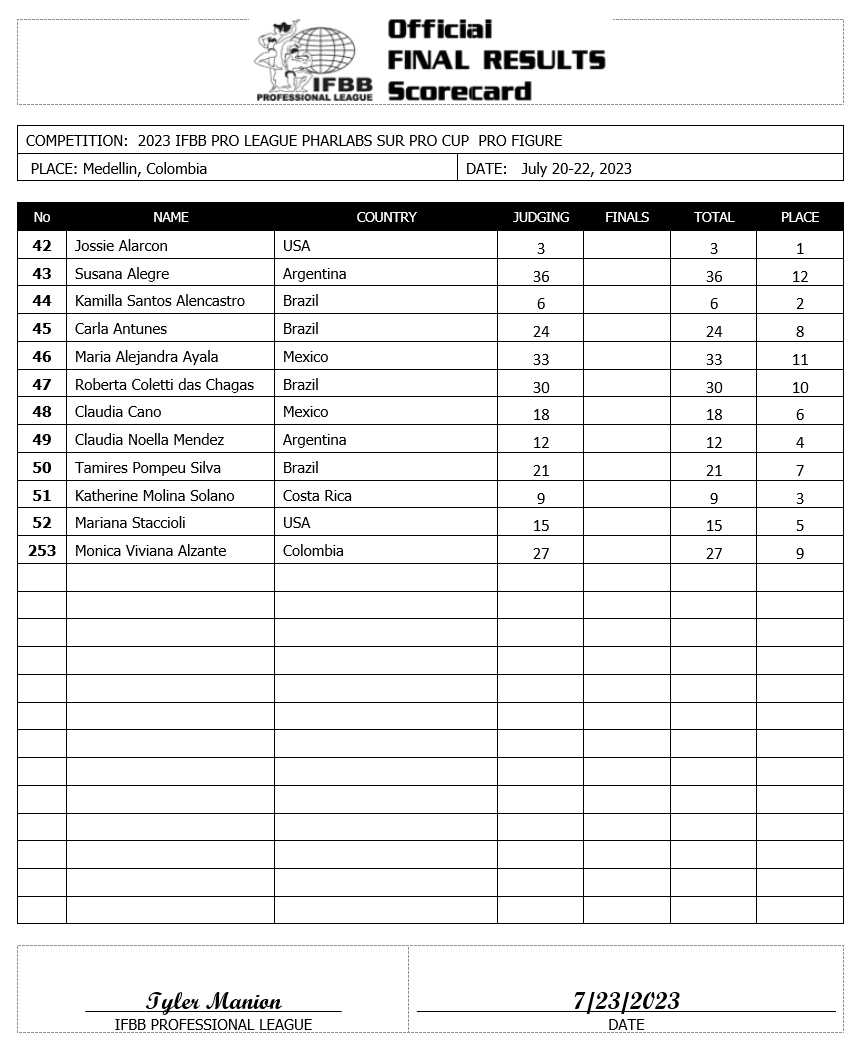 IFBB
PROFESSIONAL LEAGUE
Official
FINAL RESULTS
Scorecard
COMPETITION: 2023 IFBB PRO LEAGUE PHARLABS SUR PRO CUP PRO FIGURE
PLACE: Medellin, Colombia DATE: July 20-22, 2023
No NAME COUNTRY JUDGING FINALS TOTAL PLACE
42 Jossie Alarcon USA 3 3 1
43 Susana Alegre Argentina 36 36 12
44 Kamilla Santos Alencastro Brazil 6 6 2
45 Carla Antunes Brazil 24 24 8
46 Maria Alejandra Ayala Mexico 33 33 11
47 Roberta Coletti das Chagas Brazil 30 30 10
48 Claudia Cano Mexico 18 18 6
49 Claudia Noella Mendez Argentina 12 12 4
50 Tamires Pompeu Silva Brazil 21 21 7
51 Katherine Molina Solano Costa Rica 9 9 3
52 Mariana Staccioli USA 15 15 5
253 Monica Viviana Alzante Colombia 27 27 9
Tyler Manion 7/23/2023
IFBB PROFESSIONAL LEAGUE DATE